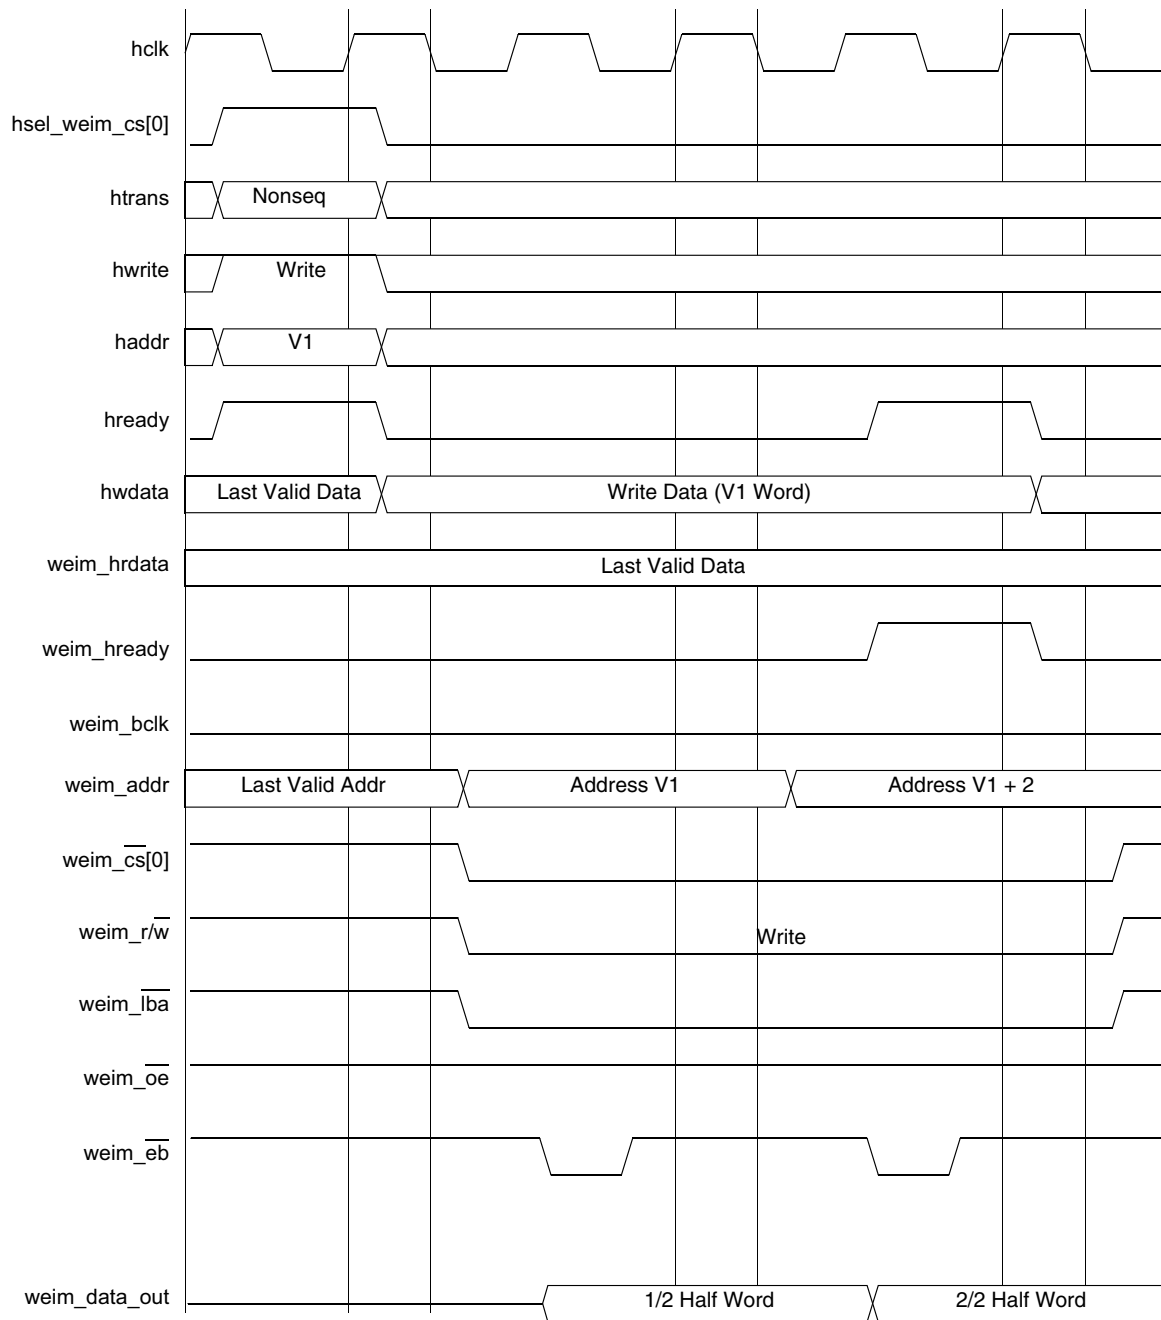 hclk
hsel_weim_cs[0]
htrans Nonseq
hwrite Write
haddr V1
hready
hwdata Last Valid Data Write Data (V1 Word)
weim_hrdata Last Valid Data
weim_hready
weim_bclk
weim_addr Last Valid Addr Address V1 Address V1 + 2
weim_cs[0]
weim_r/w Write
weim_lba
weim_oe
weim_eb
weim_data_out 1/2 Half Word 2/2 Half Word